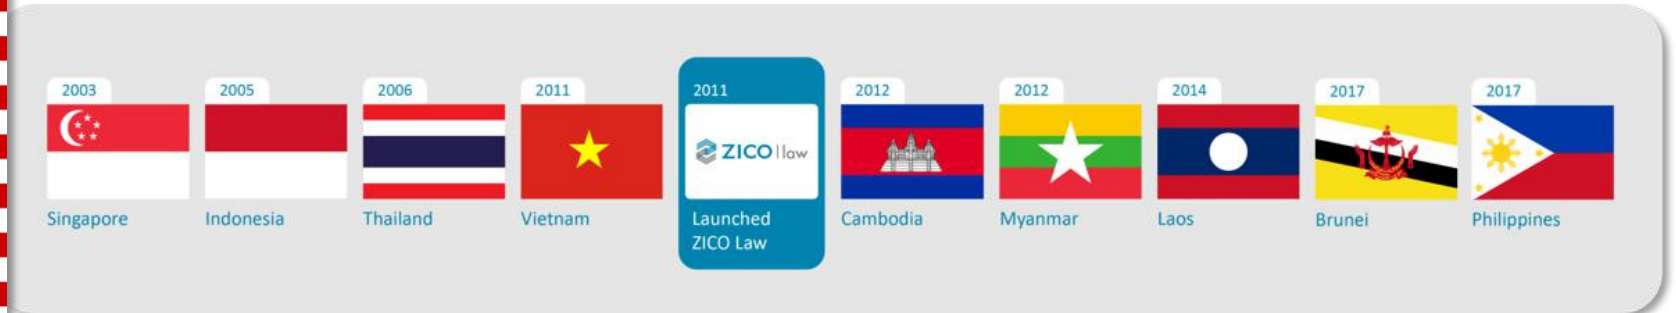 2003
Singapore
2005
Indonesia
2006
Thailand
2011
Vietnam
2011
ZICO law
Launched
ZICO Law
2012
Cambodia
2012
Myanmar
2014
Laos
2017
Brunei
2017
Philippines